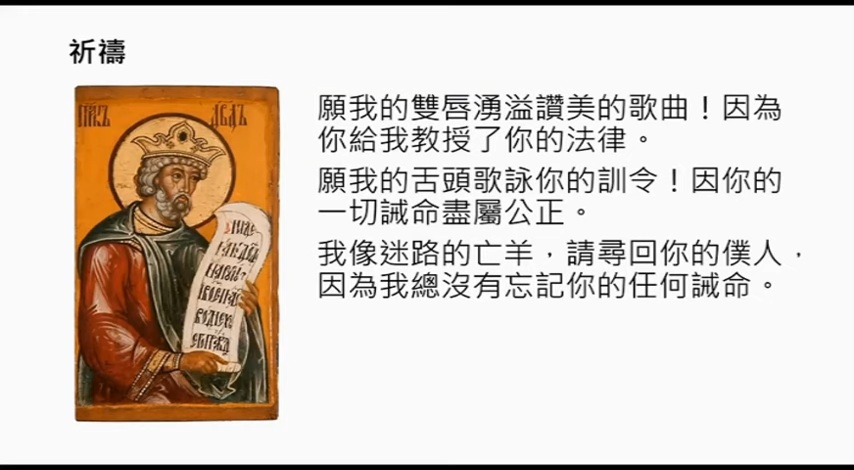 祈禱
願我的雙唇湧溢讚美的歌曲！因為
你給我教授了你的法律。
願我的舌頭歌詠你的訓令！因你的
一切誡命盡屬公正。
我像迷路的亡羊，請尋回你的僕人，
因為我總沒有忘記你的任何誡命。